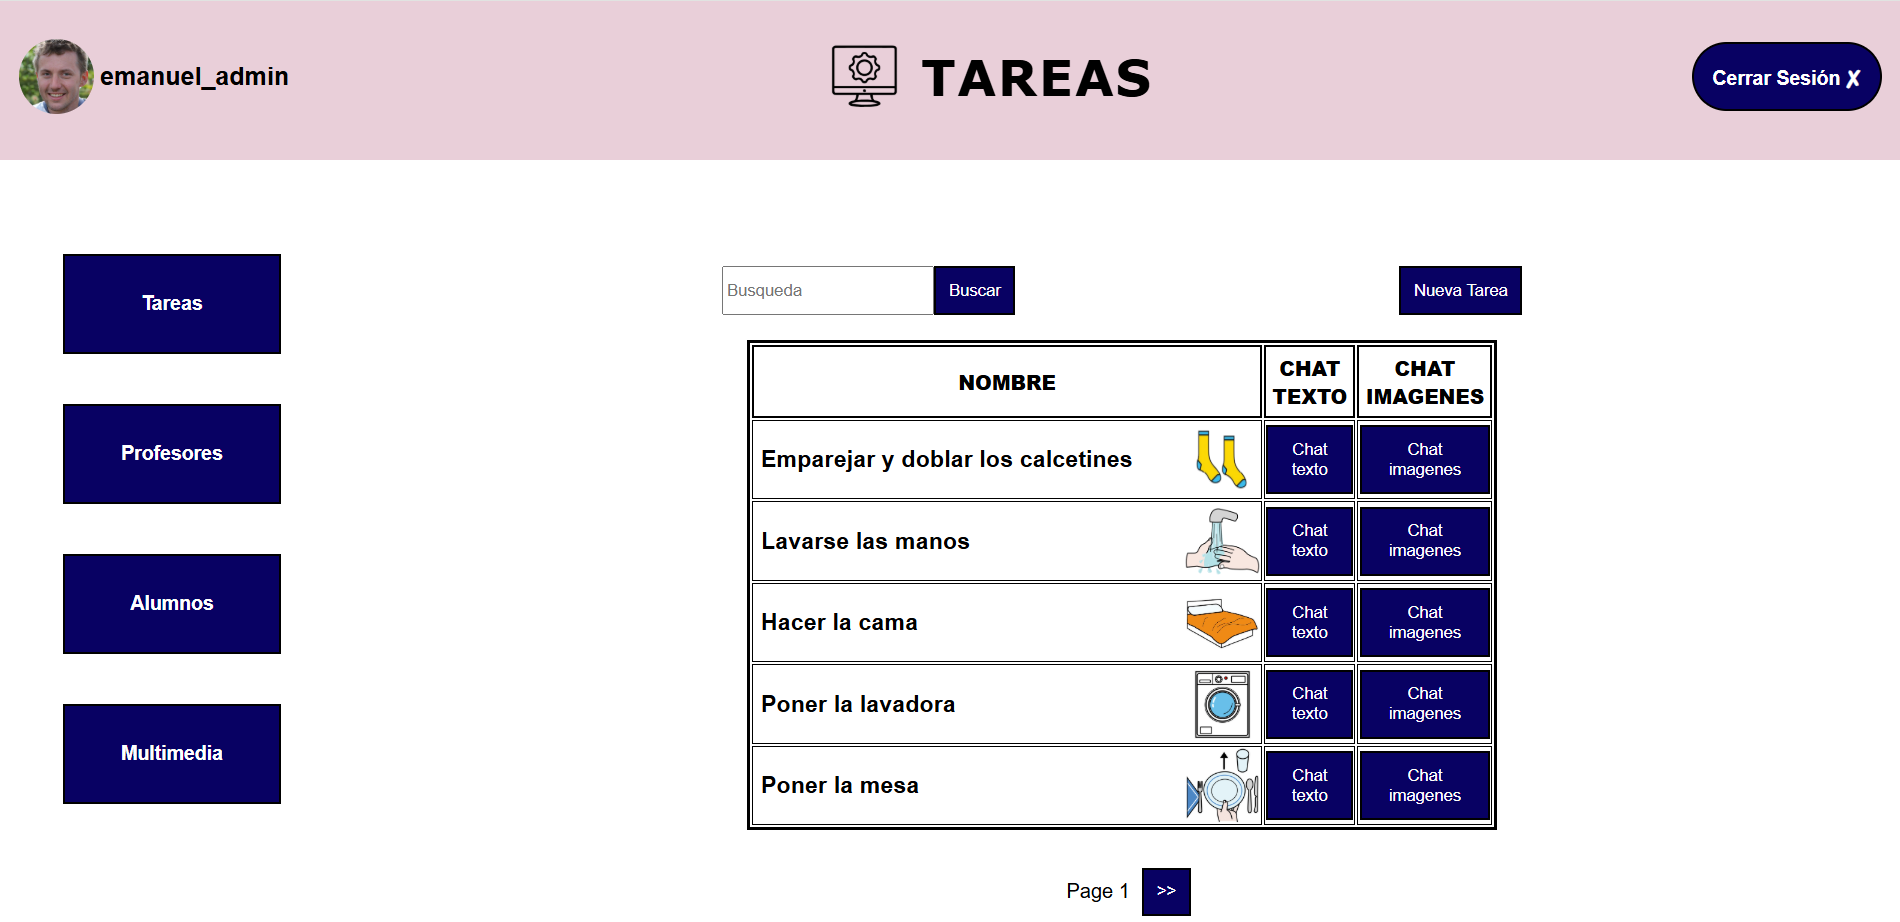 emanuel_admin
TAREAS
Cerrar Sesión ✗
Tareas
Profesores
Alumnos
Multimedia
Busqueda
Buscar
Nueva Tarea
NOMBRE
CHAT
TEXTO
CHAT
IMAGENES
Emparejar y doblar los calcetines
Chat
texto
Chat
imagenes
Lavarse las manos
Chat
texto
Chat
imagenes
Hacer la cama
Chat
texto
Chat
imagenes
Poner la lavadora
Chat
texto
Chat
imagenes
Poner la mesa
Chat
texto
Chat
imagenes
Page 1
>>